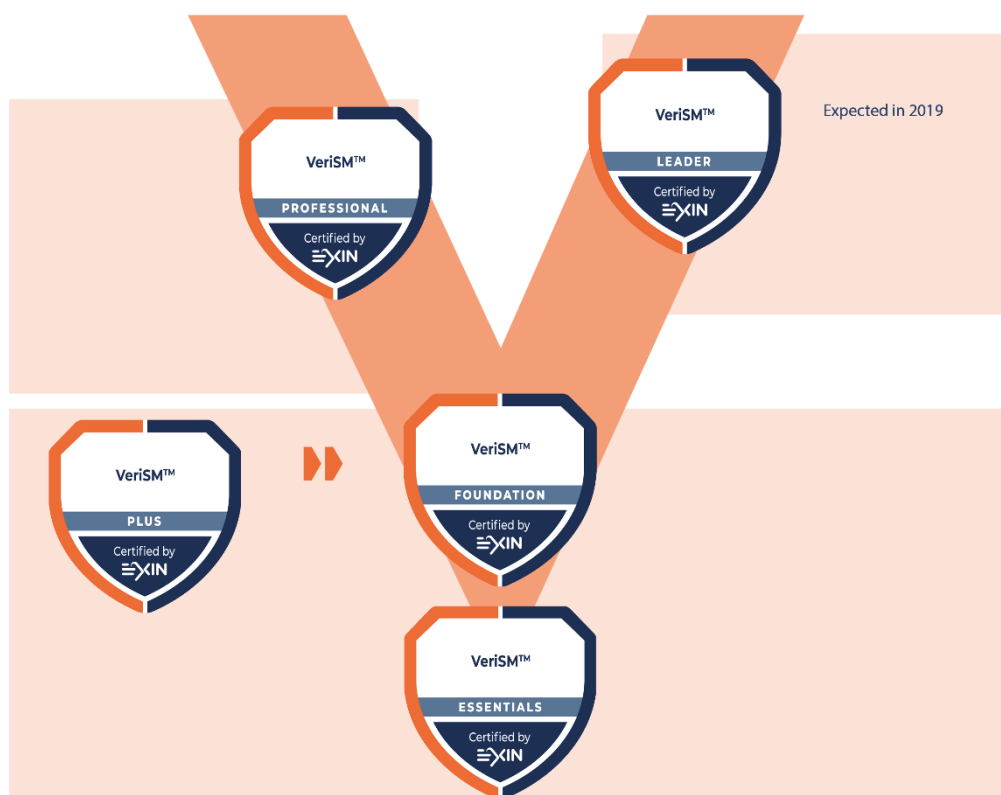 VeriSM™
LEADER
Certified by
EXIN
Expected in 2019
VeriSM™
PROFESSIONAL
Certified by
EXIN
VeriSM™
PLUS
Certified by
EXIN
VeriSM™
FOUNDATION
Certified by
EXIN
VeriSM™
ESSENTIALS
Certified by
EXIN